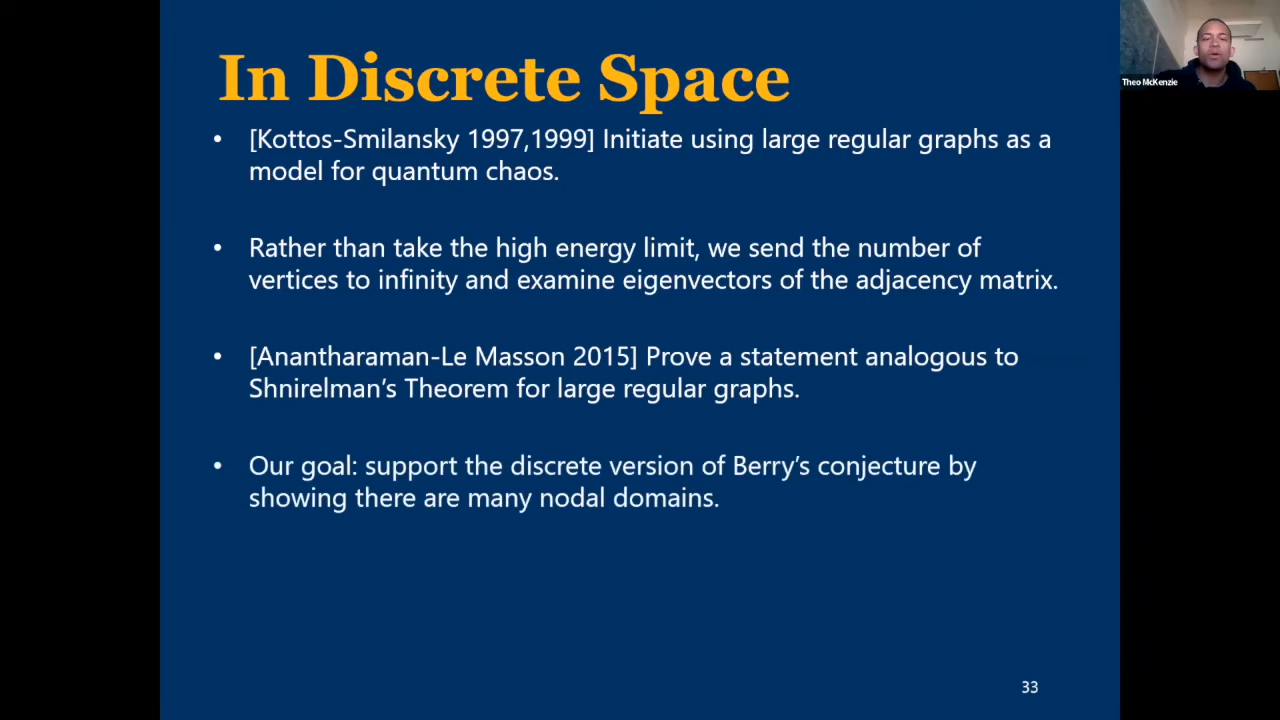 In Discrete Space
• [Kottos-Smilansky 1997,1999] Initiate using large regular graphs as a
model for quantum chaos.
• Rather than take the high energy limit, we send the number of
vertices to infinity and examine eigenvectors of the adjacency matrix.
• [Anantharaman-Le Masson 2015] Prove a statement analogous to
Shnirelman’s Theorem for large regular graphs.
• Our goal: support the discrete version of Berry’s conjecture by
showing there are many nodal domains.
33
Theo McKenzie